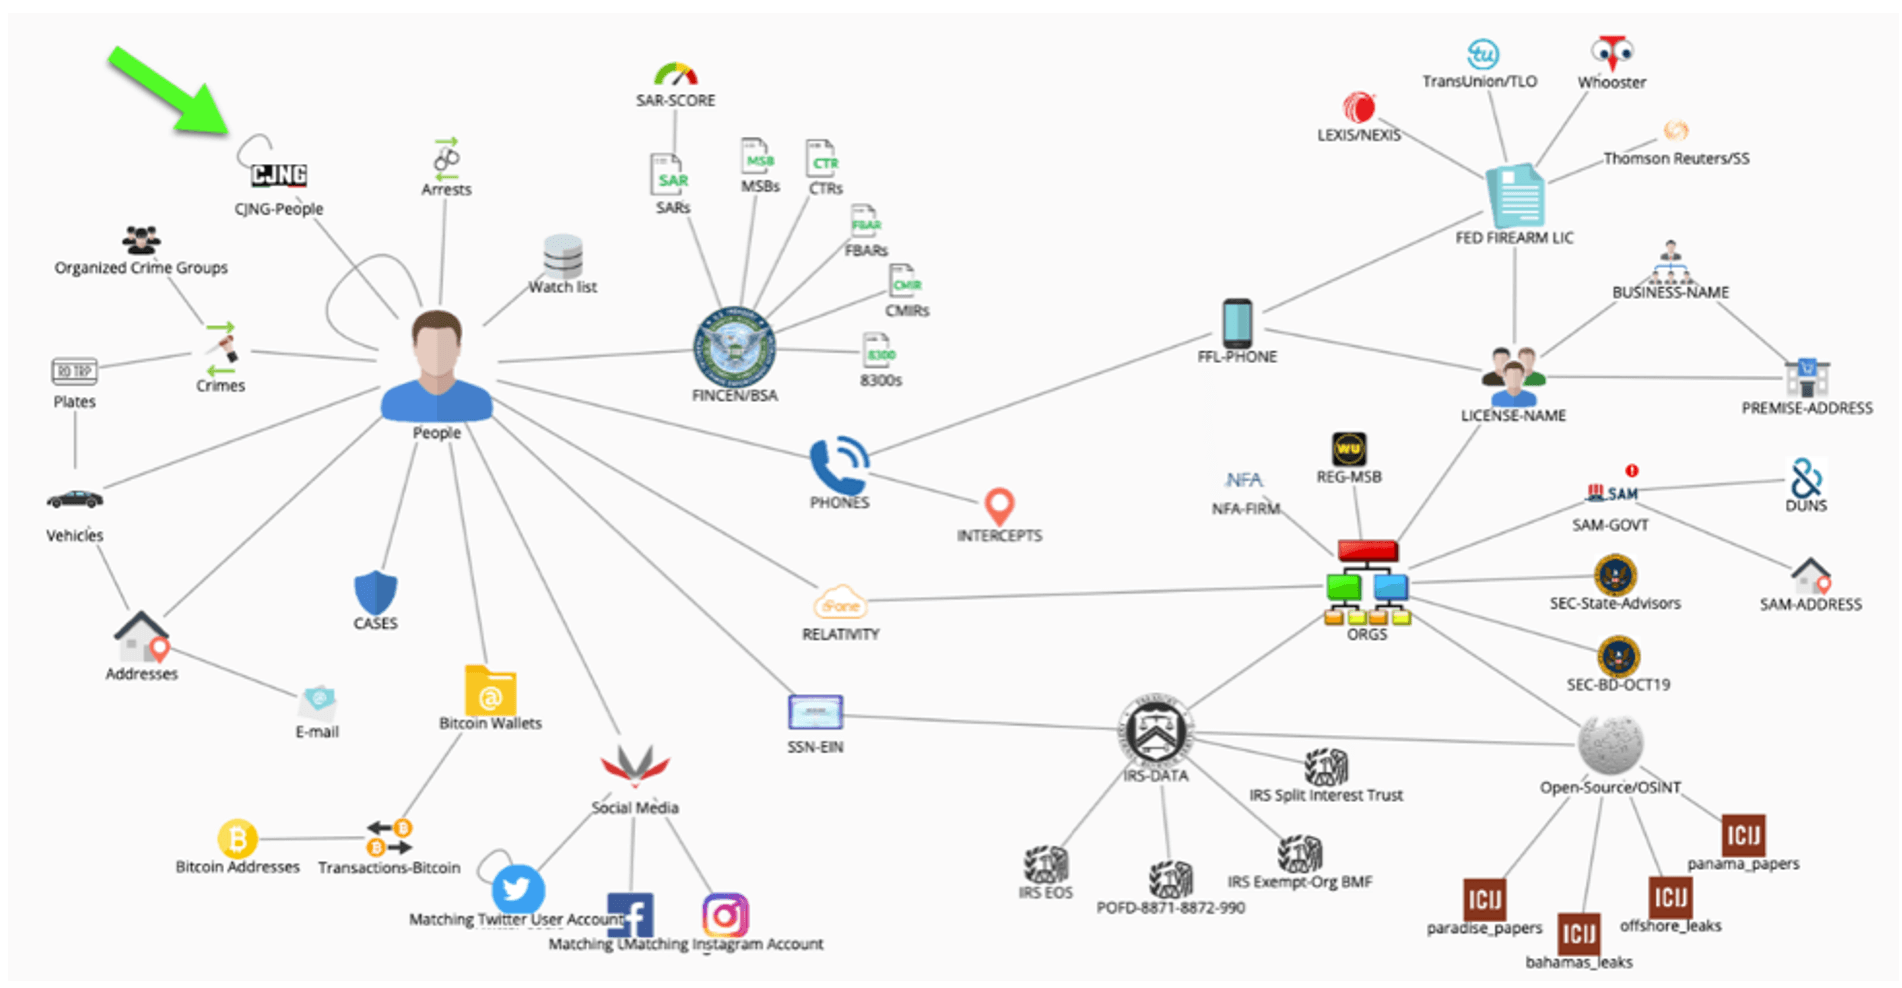 SAR-SCORE
TransUnion/TLO
Whooster
LEXIS/NEXIS
Thomson Reuters/SS
CJNG
CJNG-People
Arrests
SAR
SARs
MSB
MSBs
CTR
CTRs
FBAR
FBARs
CMIR
CMIRs
8300
8300s
Organized Crime Groups
Watch list
FED FIREARM LIC
BUSINESS-NAME
RD TRP
Plates
Crimes
People
FINCEN/BSA
FFL-PHONE
LICENSE-NAME
PREMISE-ADDRESS
PHONES
INTERCEPTS
WU
REG-MSB
NFA
NFA-FIRM
SAM
SAM-GOVT
DUNS
Vehicles
CASES
RELATIVITY
ORGS
SEC-State-Advisors
SAM-ADDRESS
SEC-BD-OCT19
Addresses
E-mail
Bitcoin Wallets
SSN-EIN
IRS-DATA
IRS Split Interest Trust
Open-Source/OSINT
Social Media
Bitcoin Addresses
Transactions-Bitcoin
IRS EOS
POFD-8871-8872-990
IRS Exempt-Org BMF
ICIJ
panama_papers
ICIJ
paradise_papers
ICIJ
offshore_leaks
ICIJ
bahamas_leaks
Matching Twitter User Account
Matching
Matching Instagram Account